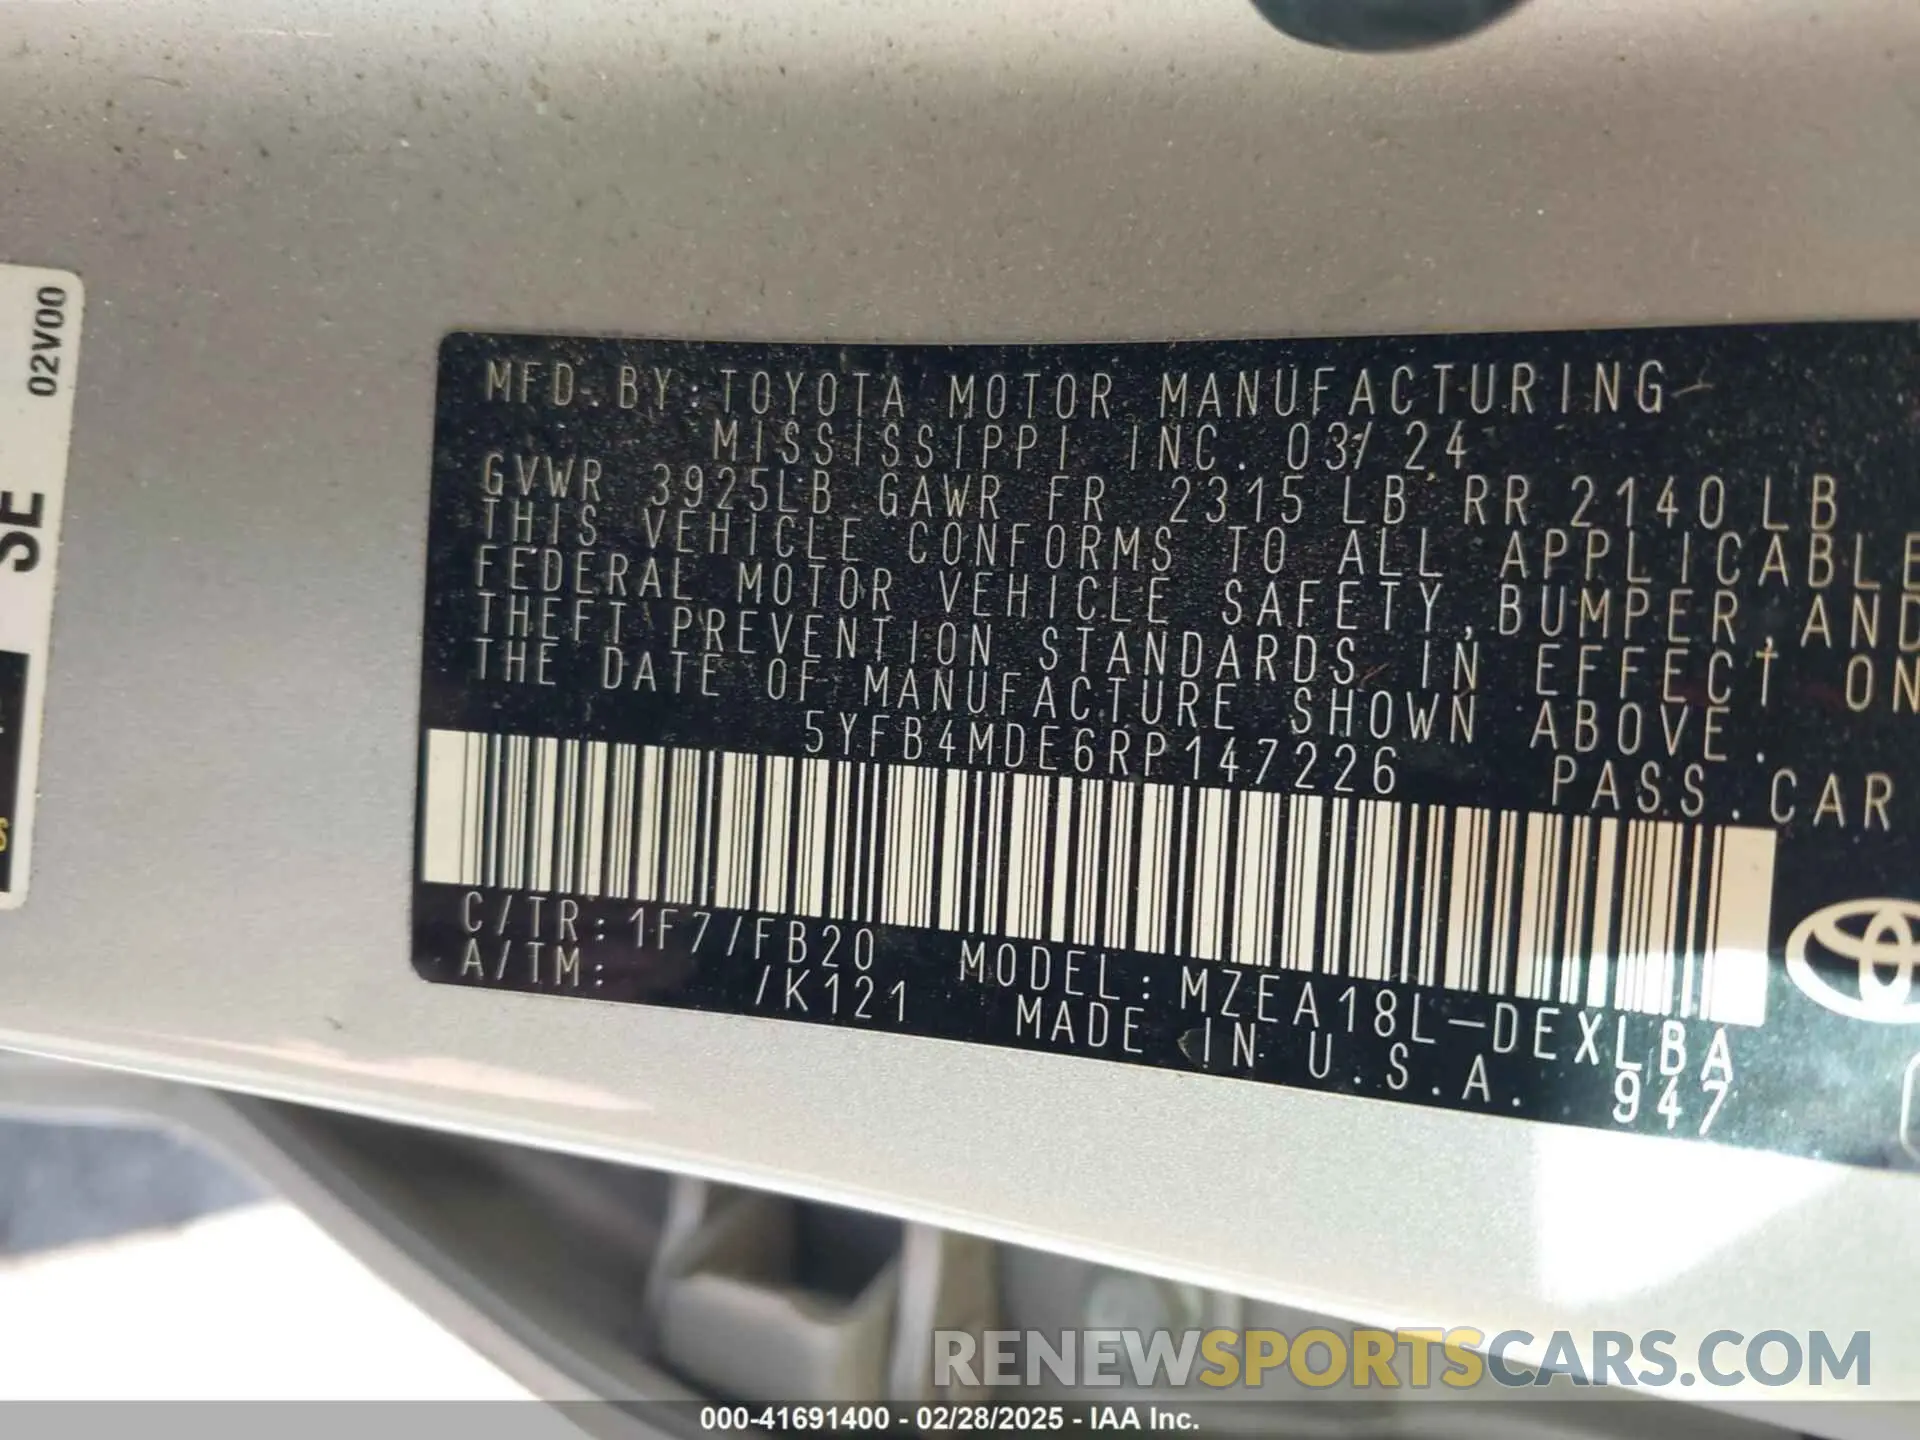 02V00
SE
S
MFD. BY: TOYOTA MOTOR MANUFACTURING
MISSISSIPPI INC. 03/24
GVWR 3925LB GAWR FR 2315LB RR 2140LB
THIS VEHICLE CONFORMS TO ALL APPLICABLE
FEDERAL MOTOR VEHICLE SAFETY, BUMPER, AND
THEFT PREVENTION STANDARDS IN EFFECT ON
THE DATE OF MANUFACTURE SHOWN ABOVE.
5YFB4MDE6RP147226 PASS. CAR
C/TR: 1F7/FB20 MODEL: MZEA18L-DEXLBA
A/TM: /K121 MADE IN U.S.A. 947
RENEWSPORTSCARS.COM
000-41691400 - 02/28/2025 - IAA Inc.